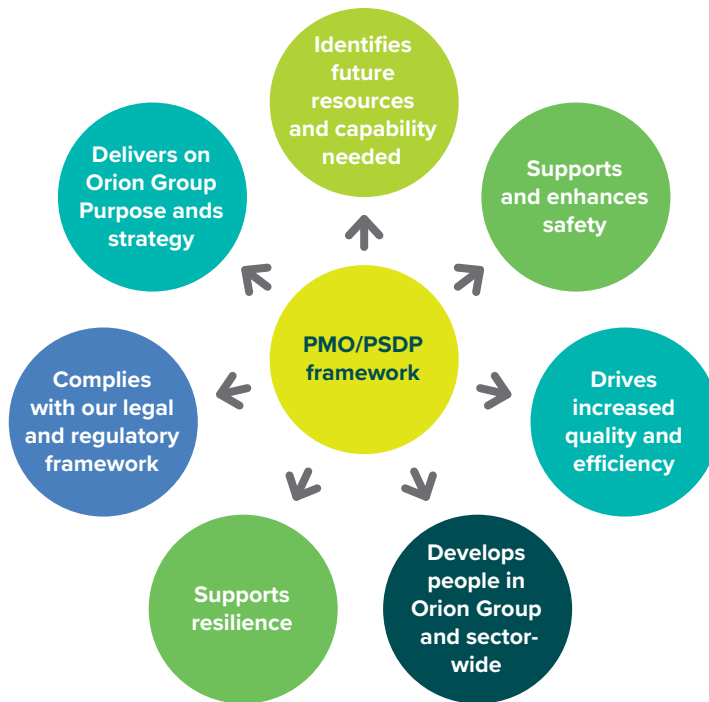 Identifies
future
resources
and capability
needed
Supports
and enhances
safety
Drives
increased
quality and
efficiency
Develops
people in
Orion Group
and sector-
wide
Supports
resilience
Complies
with our legal
and regulatory
framework
Delivers on
Orion Group
Purpose ands
strategy
PMO/PSDP
framework